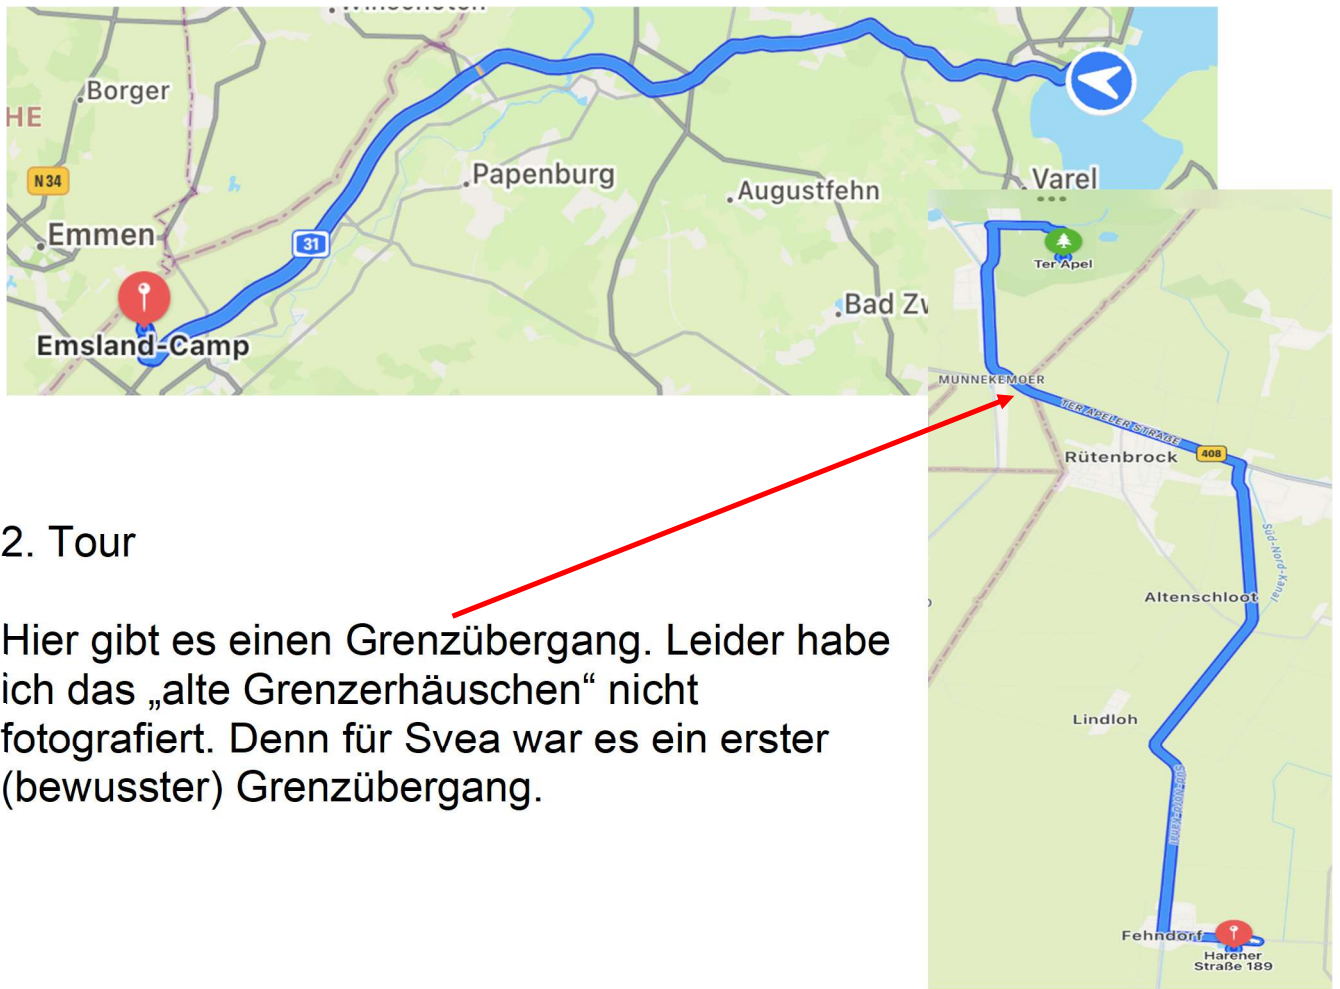 Borger
HE
N34
Emmen
Papenburg
Augustfehn
Varel
31
Bad Zw
Emsland-Camp
Ter Apel
MUNNEKEMOER
TER APELER STRAẞE
Rütenbrock
408
Süd-Nord-Kanal
Altenschloot
Lindloh
Süd-Nord-Kanal
Fehndorf
Harener
Straße 189
2. Tour
Hier gibt es einen Grenzübergang. Leider habe
ich das „alte Grenzerhäuschen“ nicht
fotografiert. Denn für Svea war es ein erster
(bewusster) Grenzübergang.